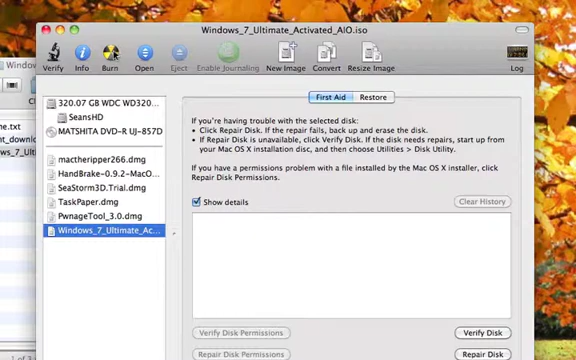 Windows_7_Ultimate_Activated_AIO.iso
Verify
Info
Burn
Open
Eject
Enable Journaling
New Image
Convert
Resize Image
Log
320.07 GB WDC WD320...
SeansHD
MATSHITA DVD-R UJ-857D
mactheripper266.dmg
HandBrake-0.9.2-MacO...
SeaStorm3D.Trial.dmg
TaskPaper.dmg
PwnageTool_3.0.dmg
Windows_7_Ultimate_Ac...
First Aid
Restore
If you're having trouble with the selected disk:
• Click Repair Disk. If the repair fails, back up and erase the disk.
• If Repair Disk is unavailable, click Verify Disk. If the disk needs repairs, start up from
your Mac OS X installation disc, and then choose Utilities > Disk Utility.
If you have a permissions problem with a file installed by the Mac OS X installer, click
Repair Disk Permissions.
Show details
Clear History
Verify Disk Permissions
Verify Disk
Repair Disk Permissions
Repair Disk